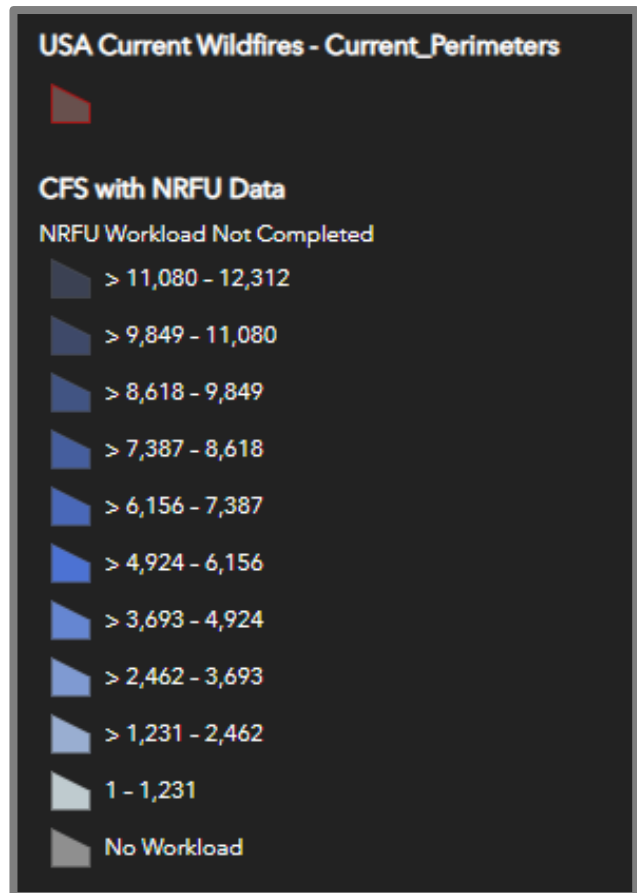 USA Current Wildfires - Current_Perimeters
CFS with NRFU Data
NRFU Workload Not Completed
> 11,080 – 12,312
> 9,849 – 11,080
> 8,618 – 9,849
> 7,387 – 8,618
> 6,156 – 7,387
> 4,924 – 6,156
> 3,693 – 4,924
> 2,462 – 3,693
> 1,231 – 2,462
1 – 1,231
No Workload